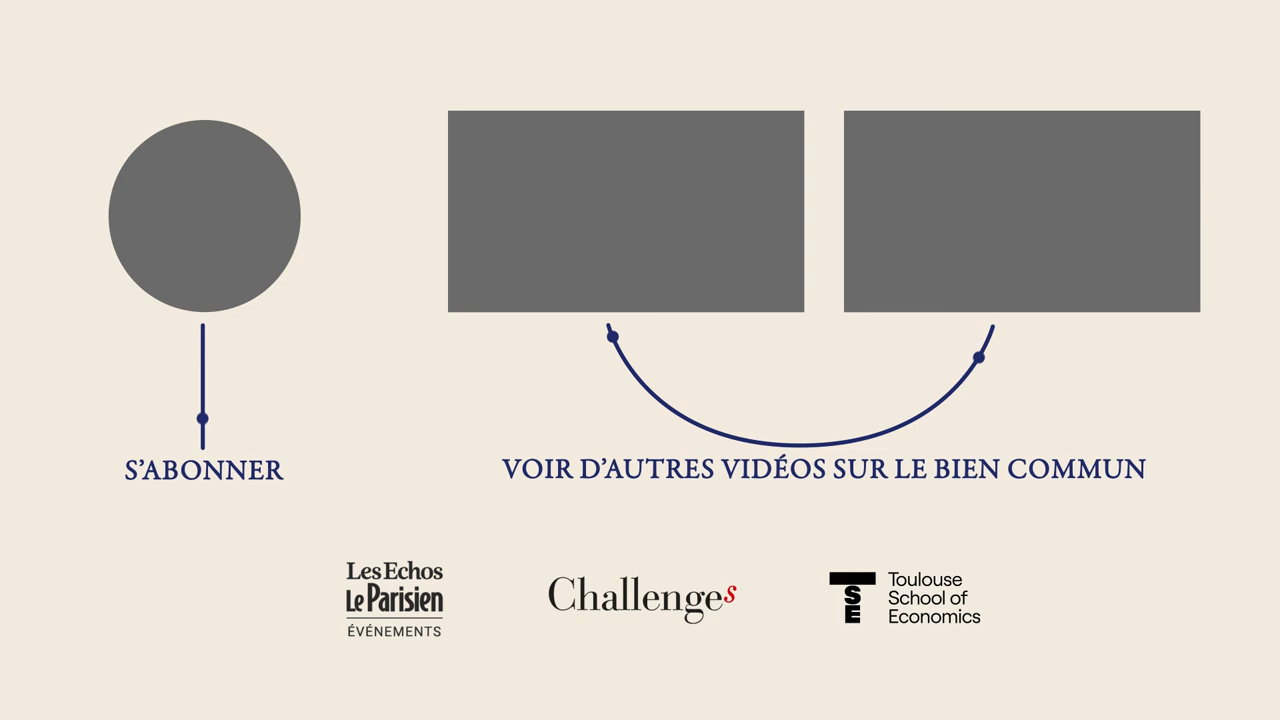 S'ABONNER
VOIR D'AUTRES VIDÉOS SUR LE BIEN COMMUN
Les Echos
Le Parisien
ÉVÉNEMENTS
Challenges
TSE
Toulouse
School of
Economics